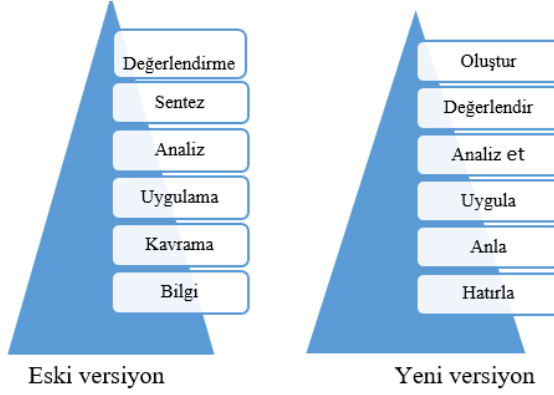 Değerlendirme
Sentez
Analiz
Uygulama
Kavrama
Bilgi
Eski versiyon
Oluştur
Değerlendir
Analiz et
Uygula
Anla
Hatırla
Yeni versiyon